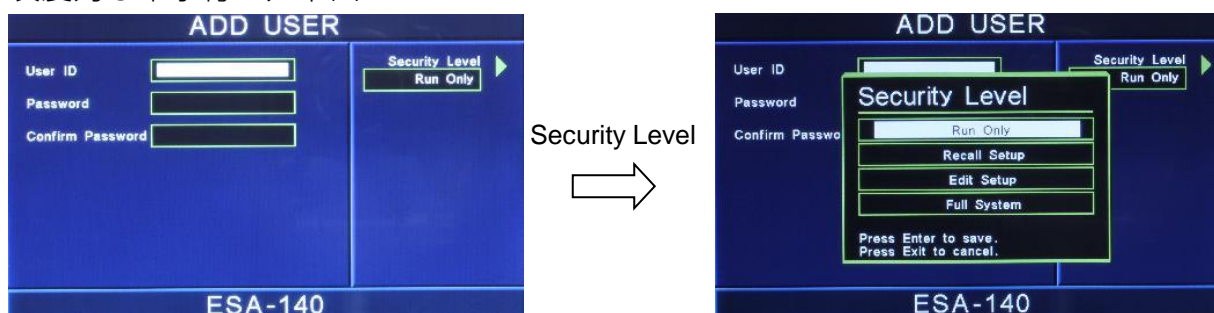 ADD USER
User ID
Password
Confirm Password
Security Level
Run Only
ESA-140
Security Level
ADD USER
User ID
Password
Confirm Passwo
Security Level
Run Only
Security Level
Run Only
Recall Setup
Edit Setup
Full System
Press Enter to save.
Press Exit to cancel.
ESA-140